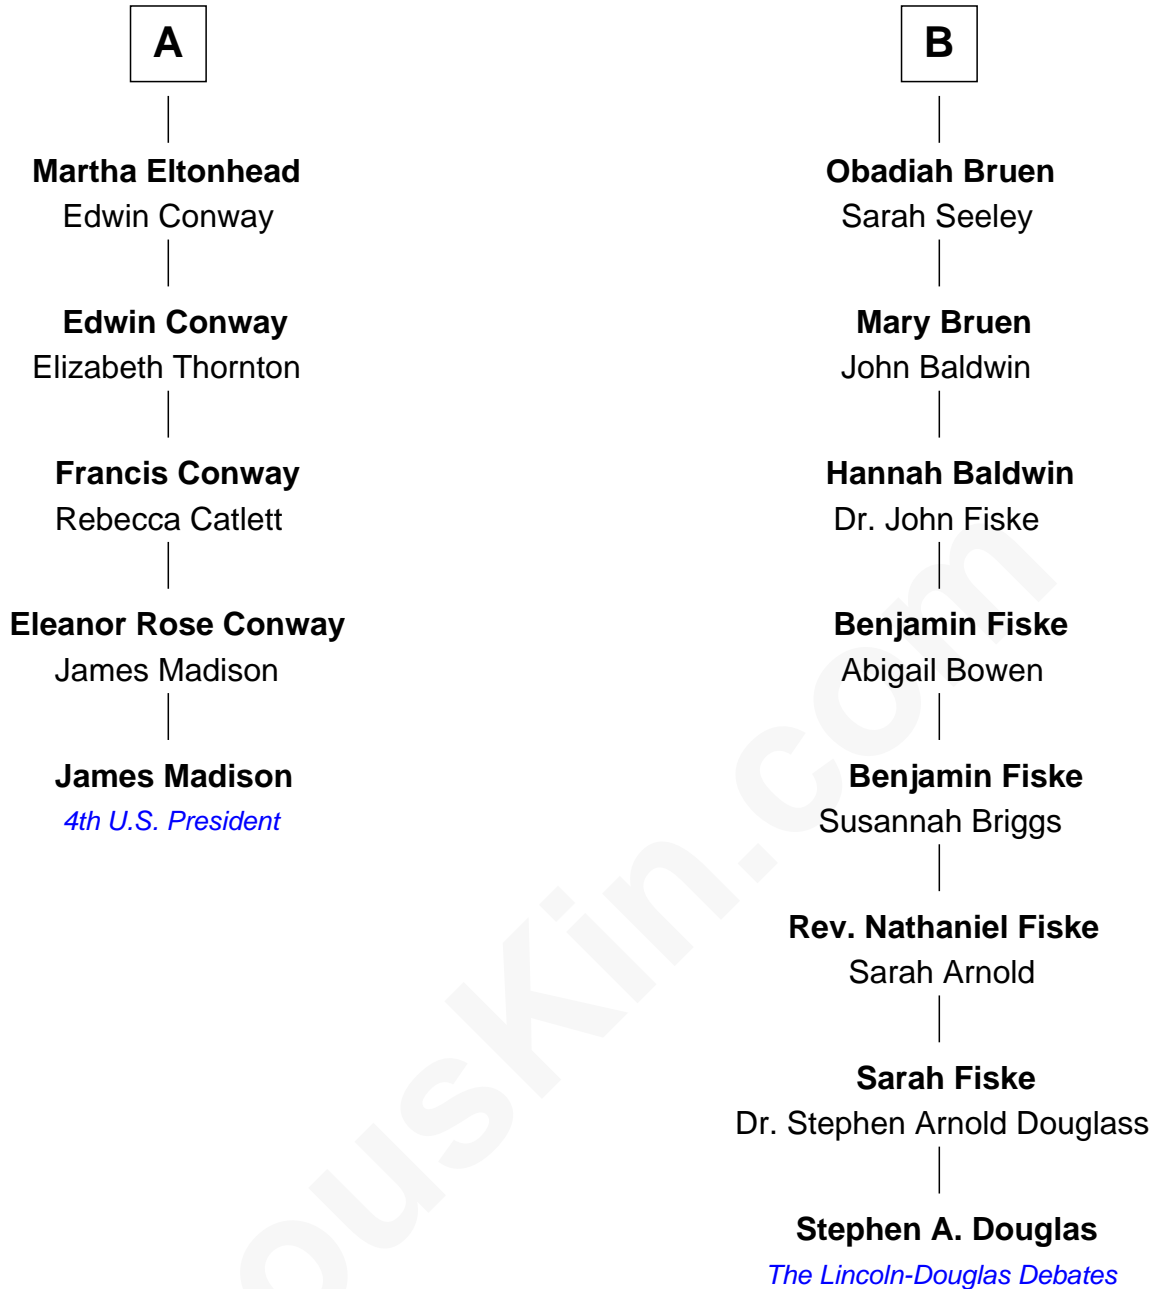 A
Martha Eltonhead
Edwin Conway
Edwin Conway
Elizabeth Thornton
Francis Conway
Rebecca Catlett
Eleanor Rose Conway
James Madison
James Madison
4th U.S. President
B
Obadiah Bruen
Sarah Seeley
Mary Bruen
John Baldwin
Hannah Baldwin
Dr. John Fiske
Benjamin Fiske
Abigail Bowen
Benjamin Fiske
Susannah Briggs
Rev. Nathaniel Fiske
Sarah Arnold
Sarah Fiske
Dr. Stephen Arnold Douglass
Stephen A. Douglas
The Lincoln-Douglas Debates
ousKin.com